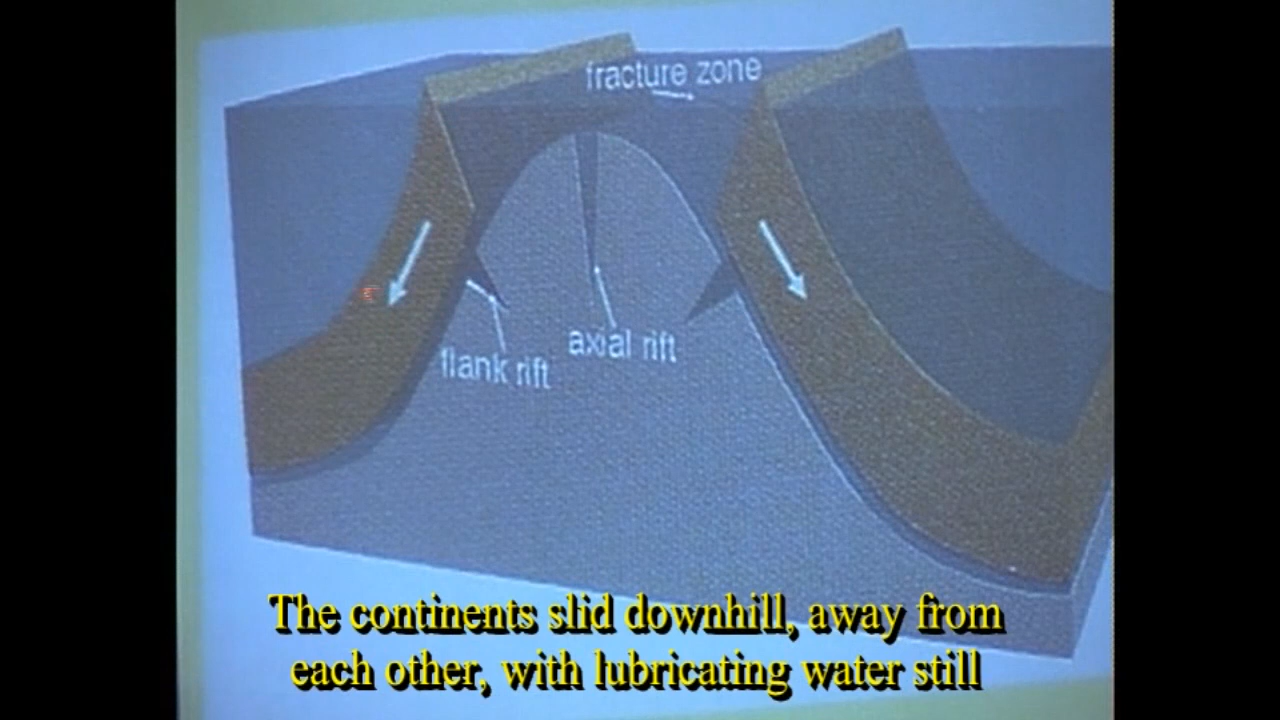 fracture zone
axial rift
flank rift
The continents slid downhill, away from
each other, with lubricating water still